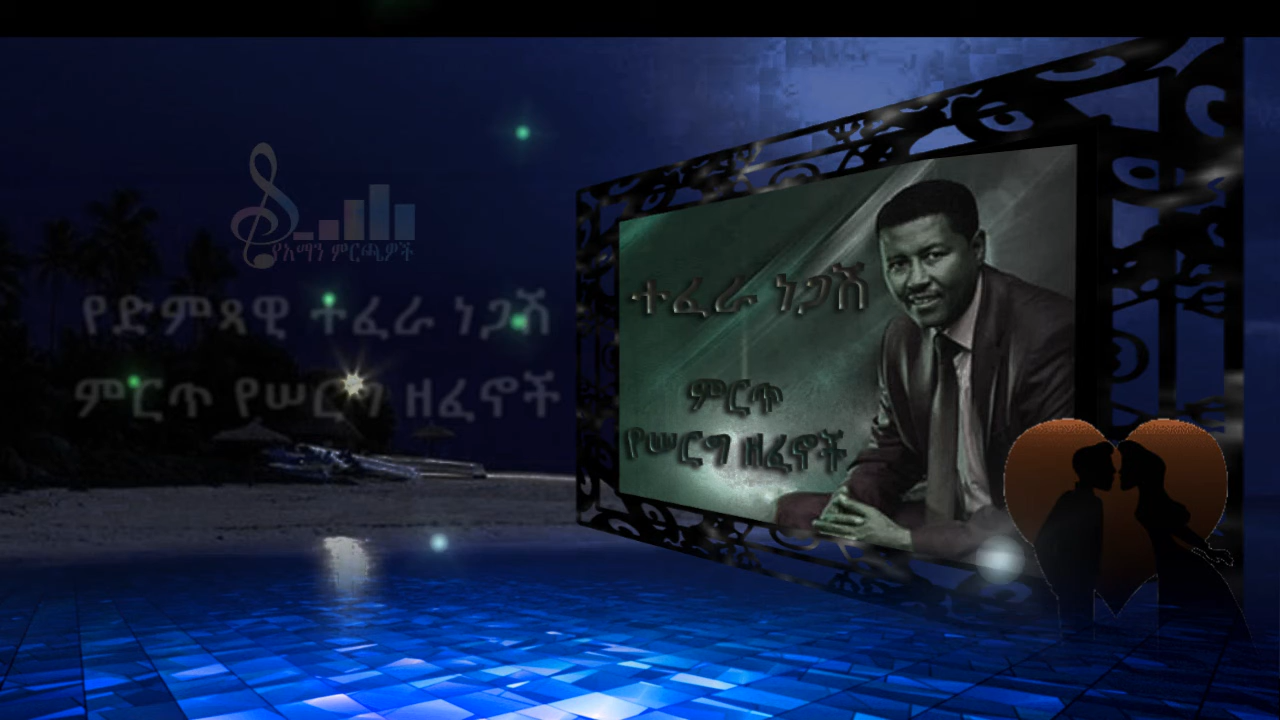 የአማን ምርጫዎች
የድምጻዊ ተፈራ ነጋሽ
ምርጥ የሠርግ ዘፈኖች
ተፈራ ነጋሽ
ምርጥ
የሠርግ ዘፈኖች